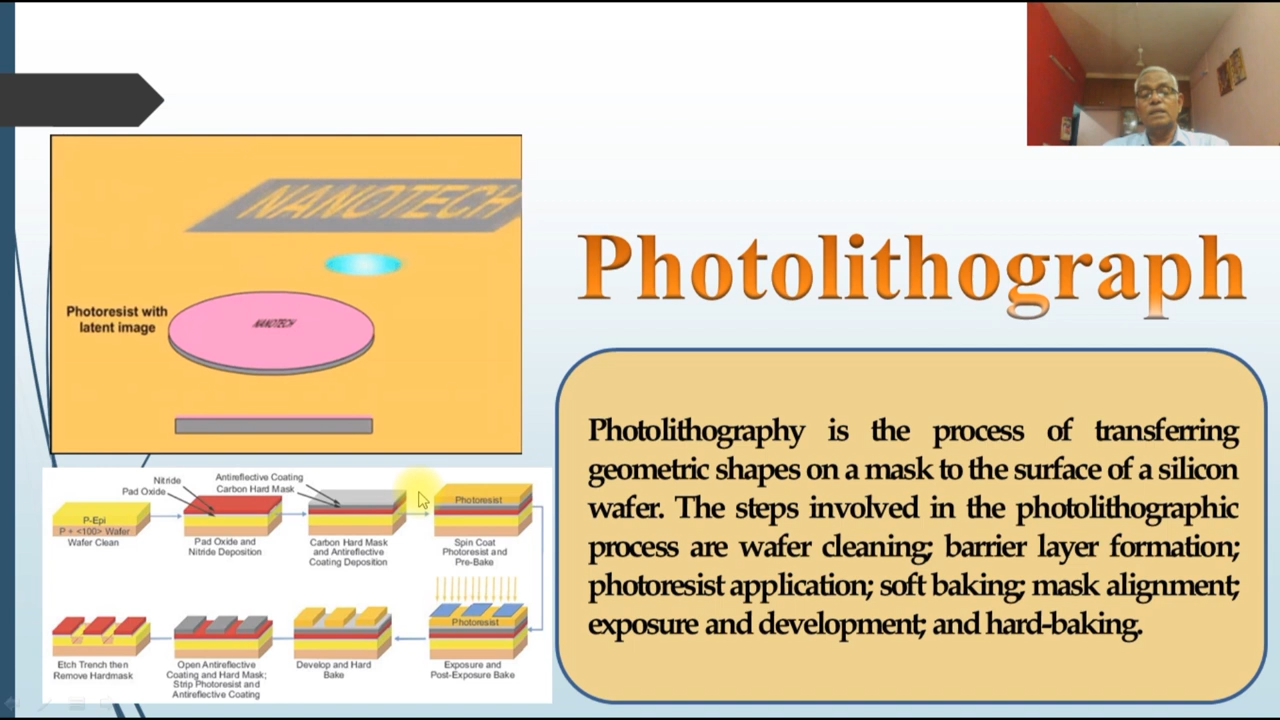 NANOTECH
Photoresist with
latent image
NANOTECH
Photolithograph
Photolithography is the process of transferring
geometric shapes on a mask to the surface of a silicon
wafer. The steps involved in the photolithographic
process are wafer cleaning; barrier layer formation;
photoresist application; soft baking; mask alignment;
exposure and development; and hard-baking.
Nitride
Pad Oxide
Antireflective Coating
Carbon Hard Mask
P-Epi
P + <100> Wafer
Wafer Clean
Pad Oxide and
Nitride Deposition
Carbon Hard Mask
and Antireflective
Coating Deposition
Photoresist
Spin Coat
Photoresist and
Pre-Bake
Etch Trench then
Remove Hardmask
Open Antireflective
Coating and Hard Mask;
Strip Photoresist and
Antireflective Coating
Develop and Hard
Bake
Photoresist
Exposure and
Post-Exposure Bake